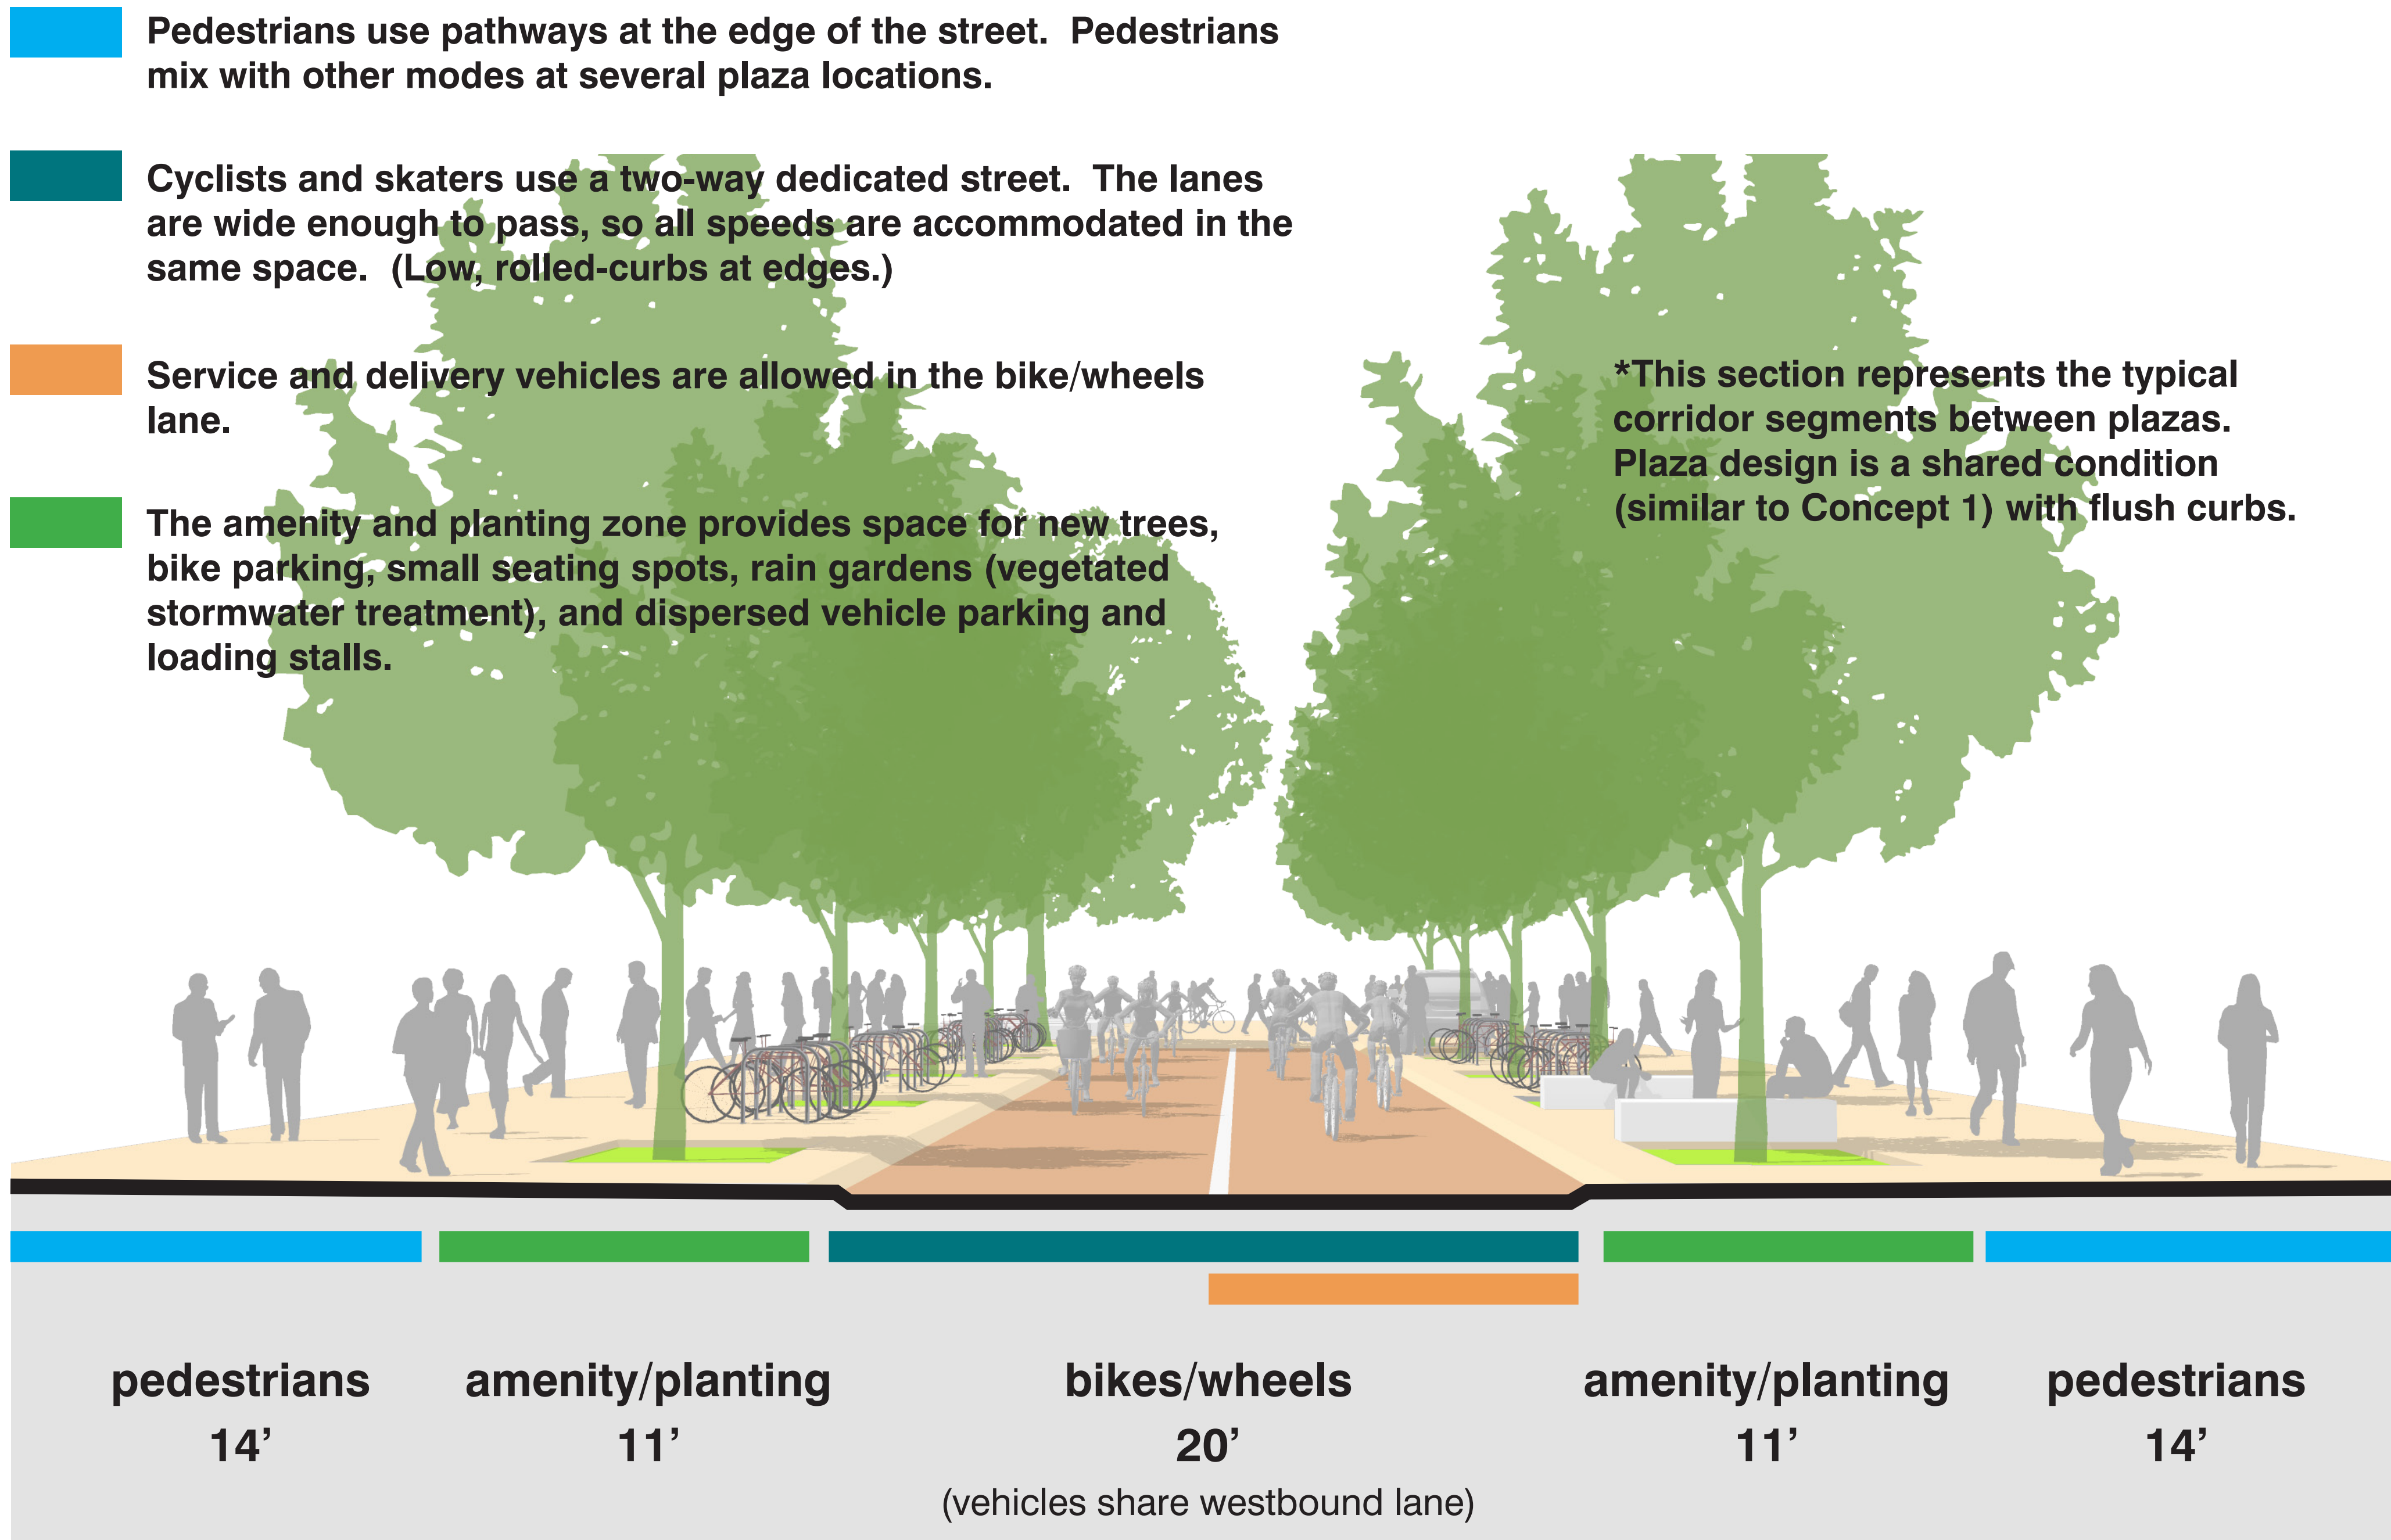 Pedestrians use pathways at the edge of the street.  Pedestrians
mix with other modes at several plaza locations.
Cyclists and skaters use a two-way dedicated street.  The lanes
are wide enough to pass, so all speeds are accommodated in the
same space.  (Low, rolled-curbs at edges.)
Service and delivery vehicles are allowed in the bike/wheels
lane.
The amenity and planting zone provides space for new trees,
bike parking, small seating spots, rain gardens (vegetated
stormwater treatment), and dispersed vehicle parking and
loading stalls.
*This section represents the typical
corridor segments between plazas.
Plaza design is a shared condition
(similar to Concept 1) with flush curbs.
pedestrians
14’
amenity/planting
11’
bikes/wheels
20’
(vehicles share westbound lane)
amenity/planting
11’
pedestrians
14’